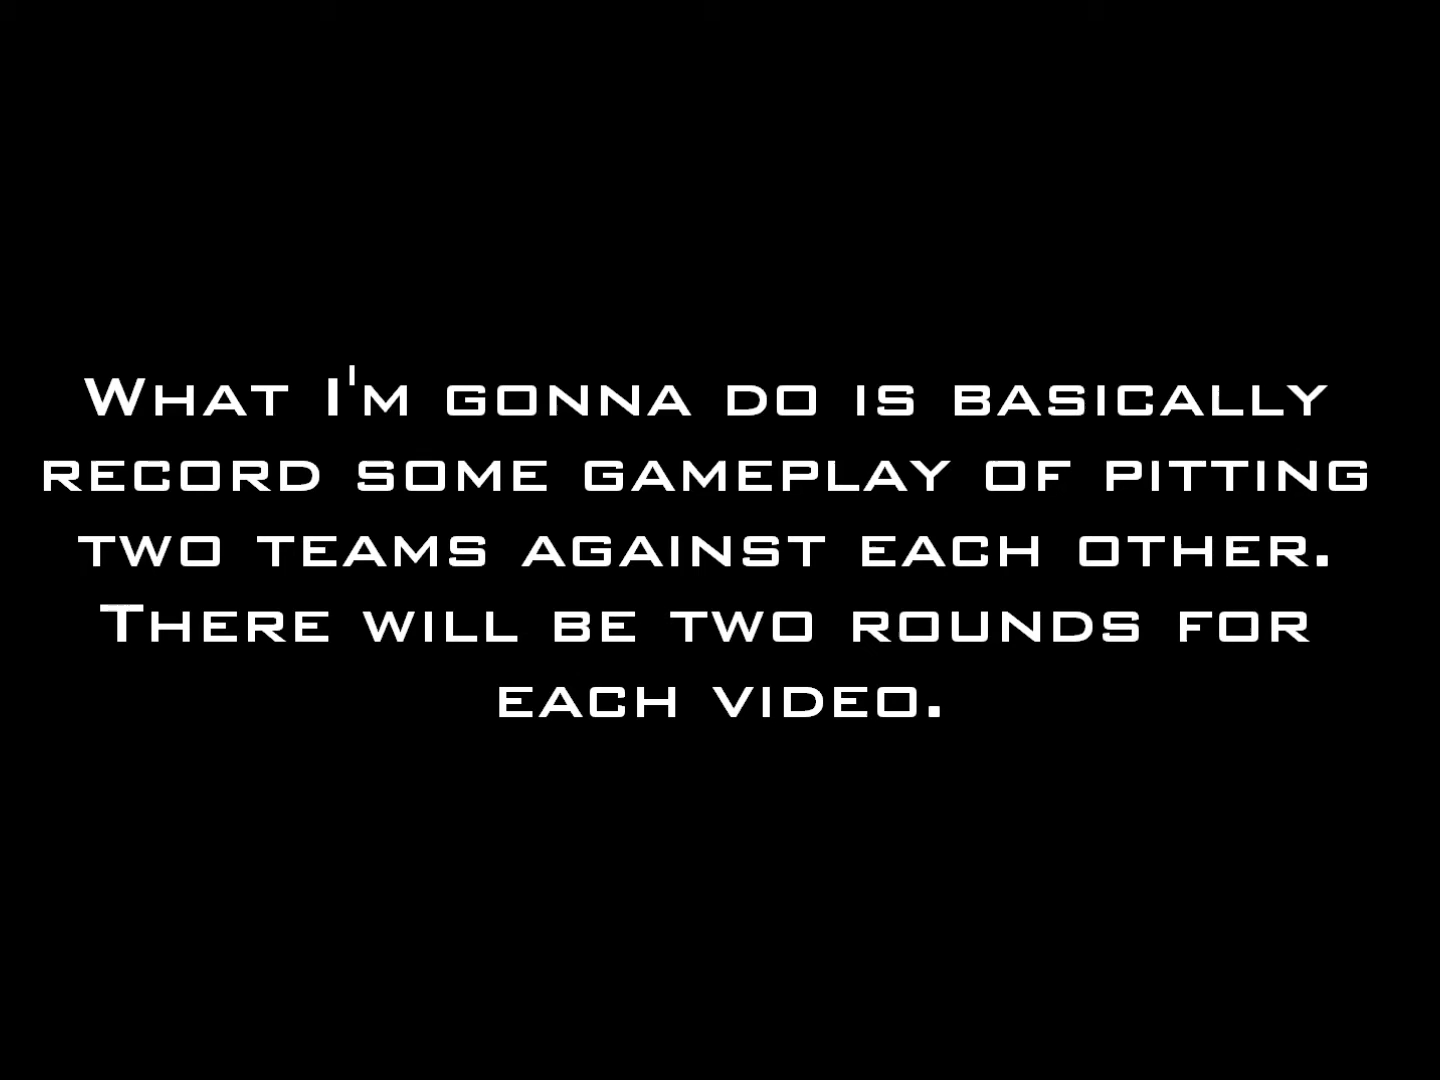 What I'm gonna do is basically
record some gameplay of pitting
two teams against each other.
There will be two rounds for
each video.